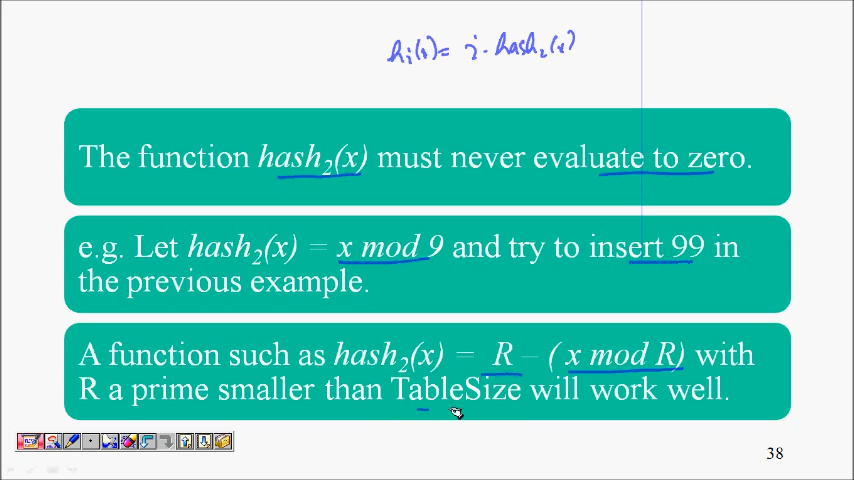 hᵢ(x) = i · hash₂(x)
The function hash₂(x) must never evaluate to zero.
e.g. Let hash₂(x) = x mod 9 and try to insert 99 in
the previous example.
A function such as hash₂(x) = R – ( x mod R) with
R a prime smaller than TableSize will work well.
38